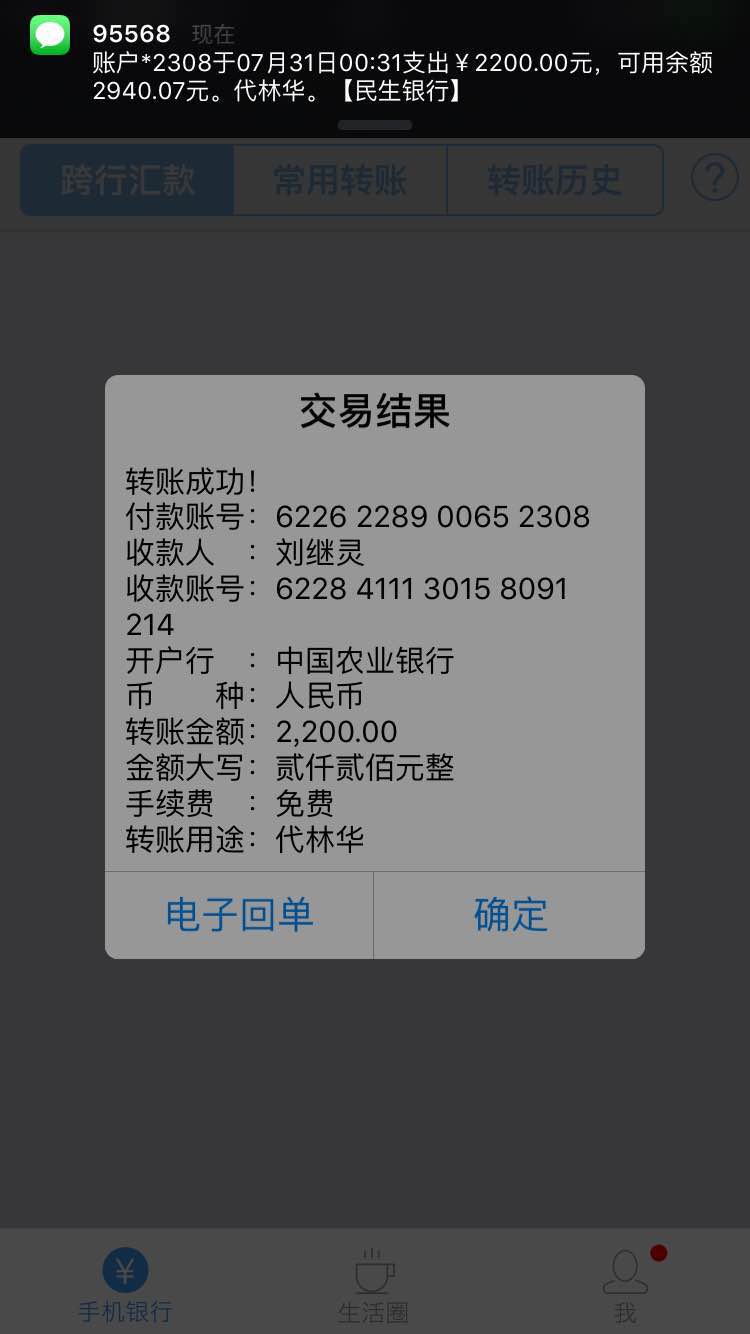 95568 现在
账户*2308于07月31日00:31支出￥2200.00元，可用余额
2940.07元。代林华。【民生银行】
跨行汇款 常用转账 转账历史 ?
交易结果
转账成功！
付款账号：6226 2289 0065 2308
收款人　：刘继灵
收款账号：6228 4111 3015 8091
214
开户行　：中国农业银行
币　　种：人民币
转账金额：2,200.00
金额大写：贰仟贰佰元整
手续费　：免费
转账用途：代林华
电子回单 确定
¥
手机银行 生活圈 我